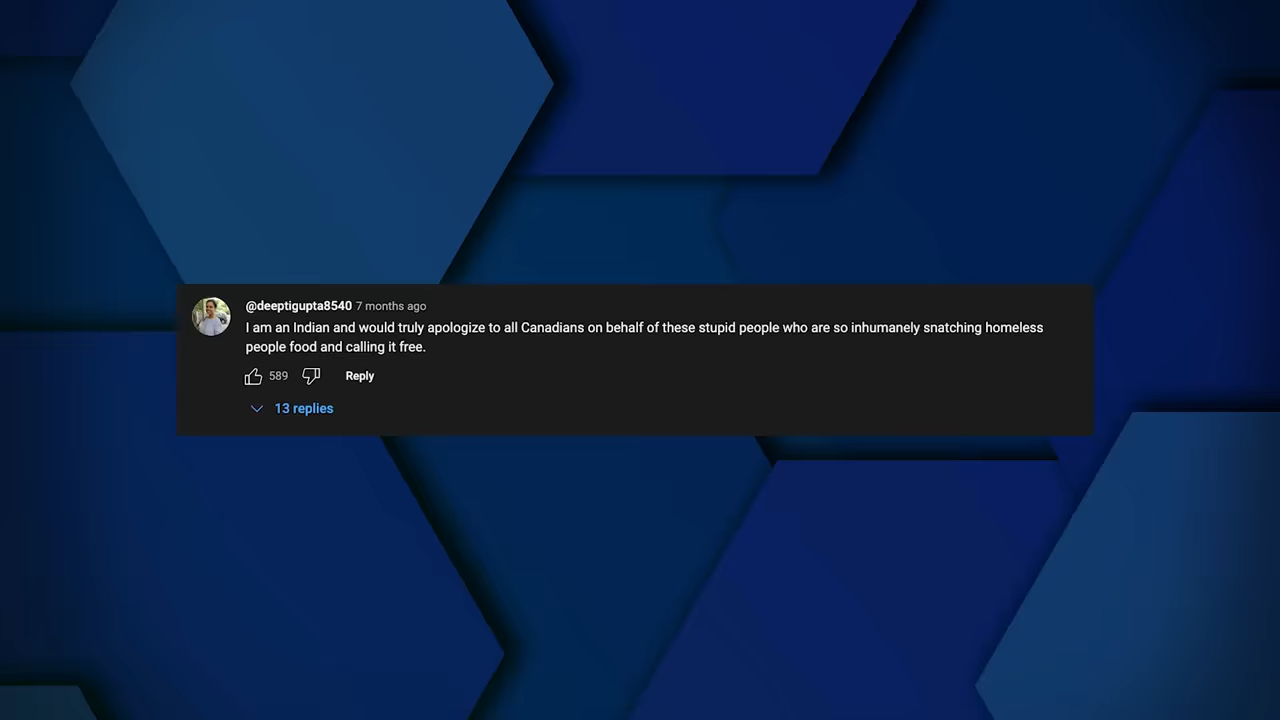 @deeptigupta8540 7 months ago
I am an Indian and would truly apologize to all Canadians on behalf of these stupid people who are so inhumanely snatching homeless
people food and calling it free.
589 Reply
13 replies